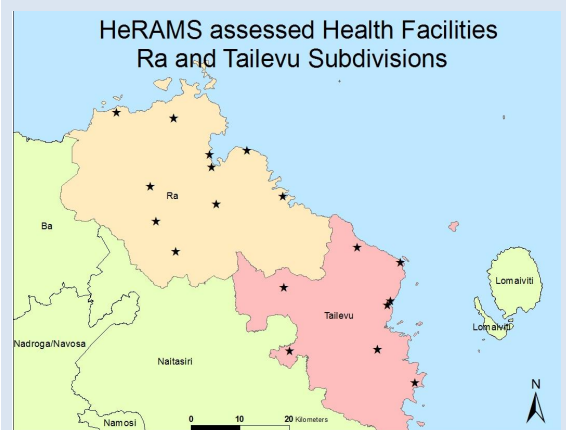 HeRAMS assessed Health Facilities
Ra and Tailevu Subdivisions
Ra
Ba
Lomaiviti
Tailevu
Lomaiviti
Nadroga/Navosa
Naitasiri
N
Namosi
0 10 20 Kilometers